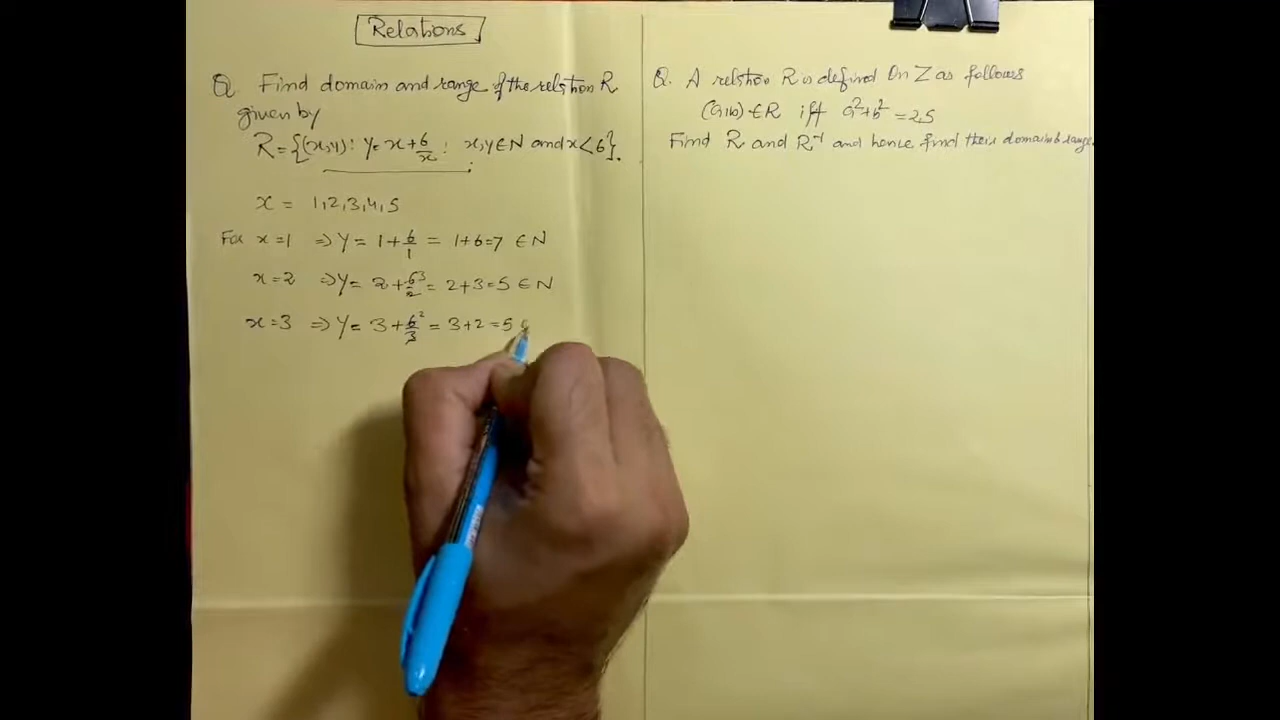 Relations
Q. Find domain and range of the relation R
given by
R = {(x,y) : y = x + 6/x : x,y ∈ N and x < 6}.
x = 1, 2, 3, 4, 5
For x = 1 ⇒ y = 1 + 6/1 = 1 + 6 = 7 ∈ N
x = 2 ⇒ y = 2 + 6/2 3 = 2 + 3 = 5 ∈ N
x = 3 ⇒ y = 3 + 6/3 2 = 3 + 2 = 5
Q. A relation R is defined on Z as follows
(a,b) ∈ R iff a² + b² = 25
Find R and R⁻¹ and hence find their domain & range.